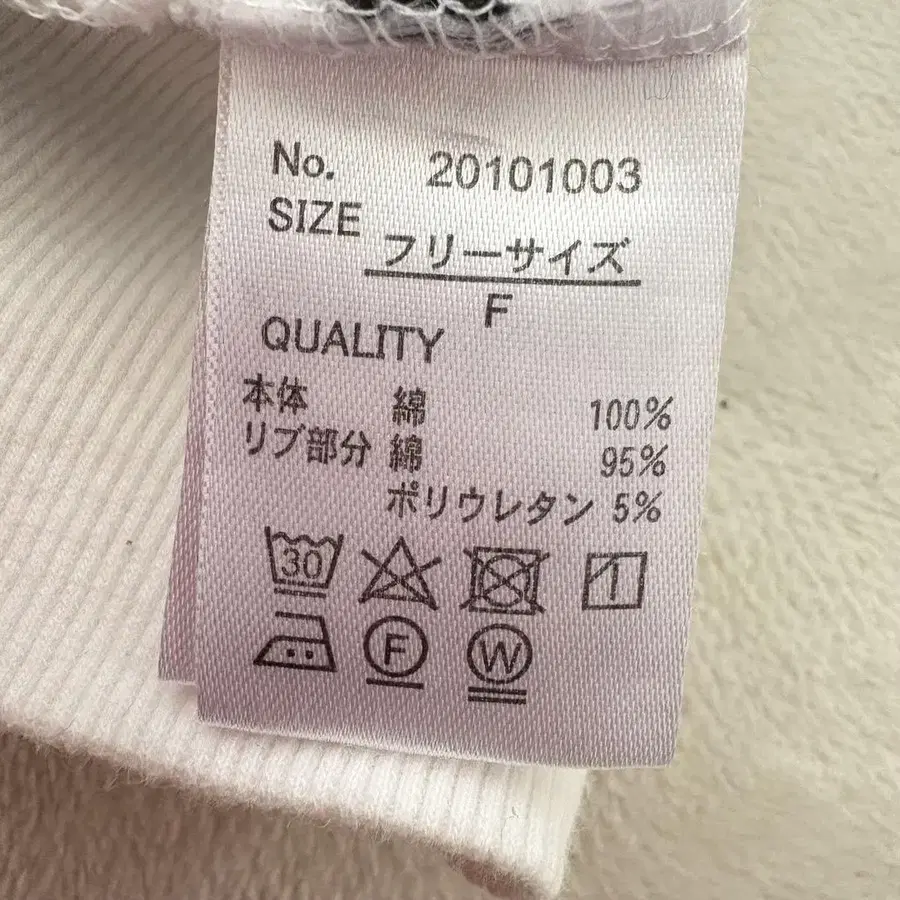 No. 20101003
SIZE フリーサイズ
F
QUALITY
本体 綿 100%
リブ部分 綿 95%
ポリウレタン 5%
30
F W